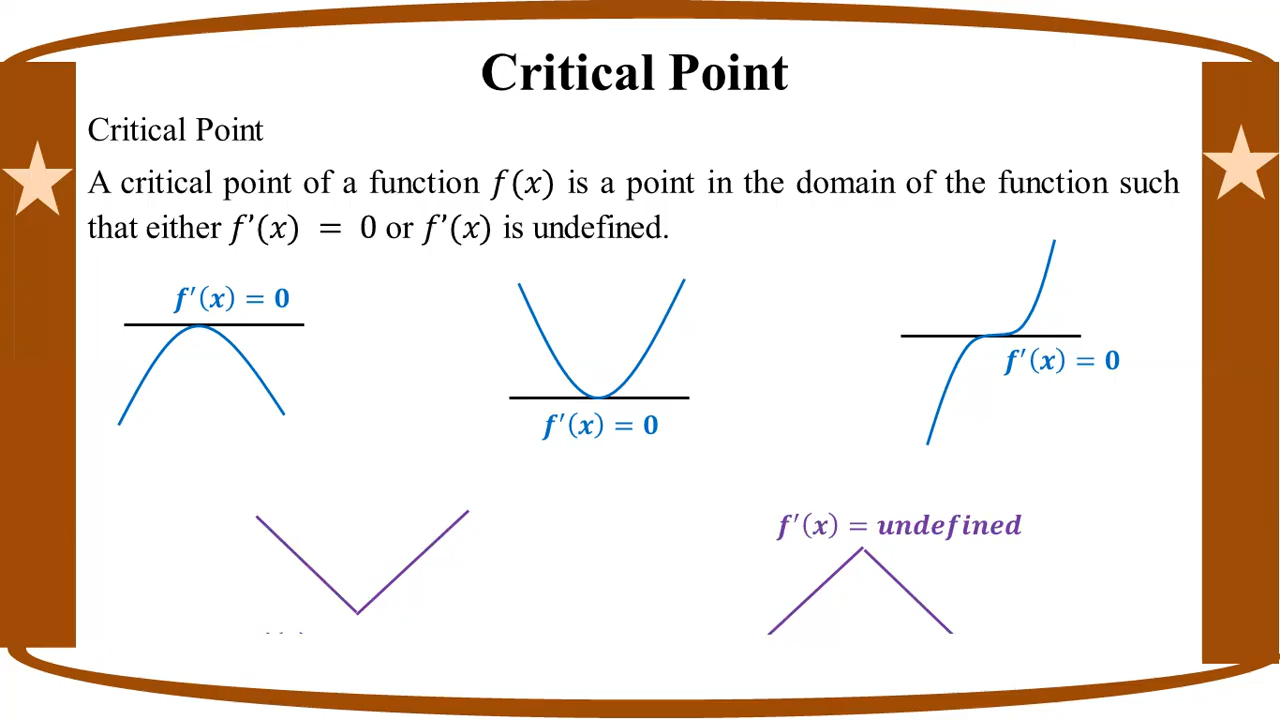 Critical Point
Critical Point
A critical point of a function f(x) is a point in the domain of the function such
that either f’(x) = 0 or f’(x) is undefined.
f′(x) = 0
f′(x) = 0
f′(x) = 0
f′(x) = undefined